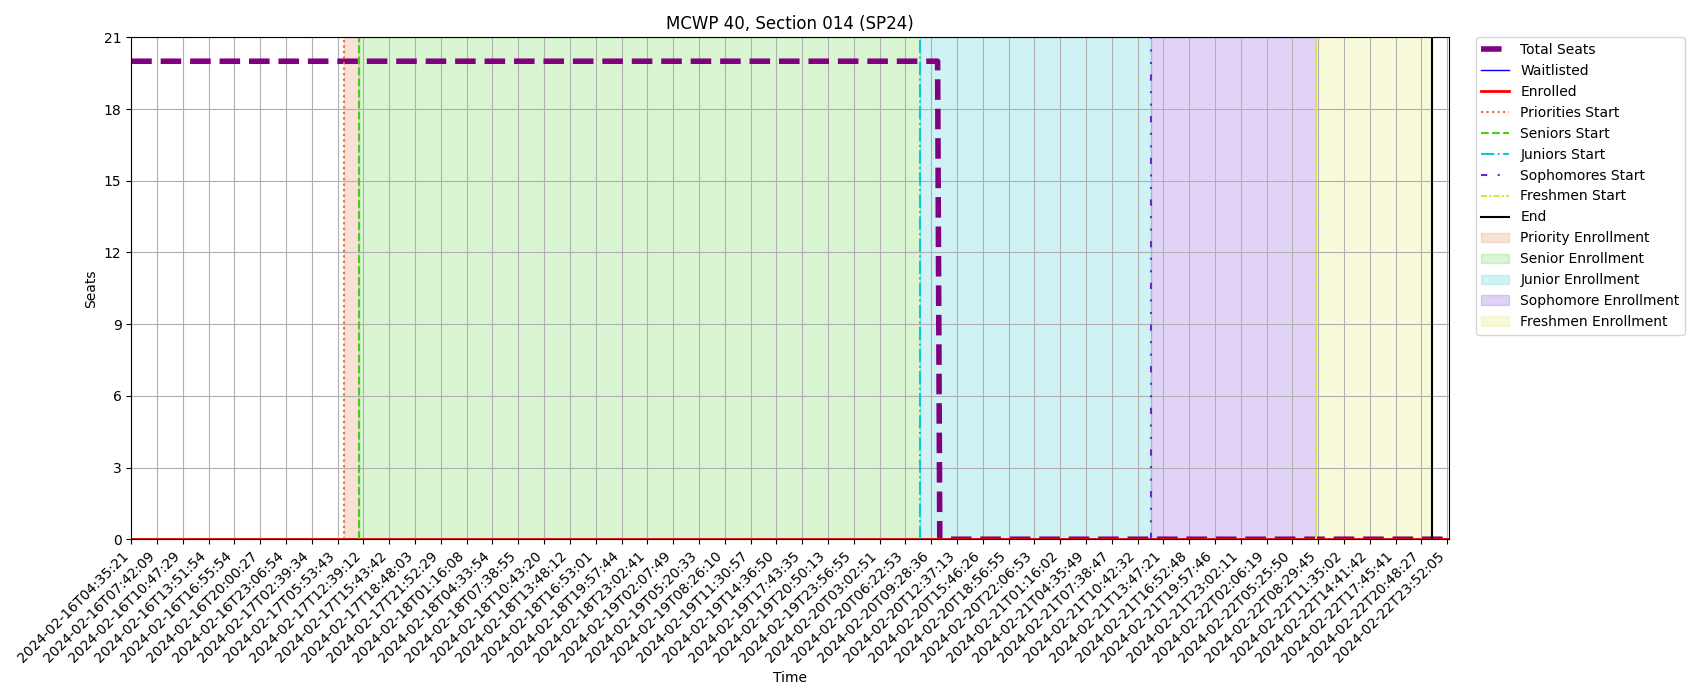 MCWP 40, Section 014 (SP24)
21
18
15
12
9
6
3
0
Seats
2024-02-16T04:35:21
2024-02-16T07:42:09
2024-02-16T10:47:29
2024-02-16T13:51:54
2024-02-16T16:55:54
2024-02-16T20:00:27
2024-02-16T23:06:54
2024-02-17T02:39:34
2024-02-17T05:53:43
2024-02-17T12:39:12
2024-02-17T15:43:42
2024-02-17T18:48:03
2024-02-17T21:52:29
2024-02-18T01:16:08
2024-02-18T04:33:54
2024-02-18T07:38:55
2024-02-18T10:43:20
2024-02-18T13:48:12
2024-02-18T16:53:01
2024-02-18T19:57:44
2024-02-18T23:02:41
2024-02-19T02:07:49
2024-02-19T05:20:33
2024-02-19T08:26:10
2024-02-19T11:30:57
2024-02-19T14:36:50
2024-02-19T17:43:35
2024-02-19T20:50:13
2024-02-19T23:56:55
2024-02-20T03:02:51
2024-02-20T06:22:53
2024-02-20T09:28:36
2024-02-20T12:37:13
2024-02-20T15:46:26
2024-02-20T18:56:55
2024-02-20T22:06:53
2024-02-21T01:16:02
2024-02-21T04:35:49
2024-02-21T07:38:47
2024-02-21T10:42:32
2024-02-21T13:47:21
2024-02-21T16:52:48
2024-02-21T19:57:46
2024-02-21T23:02:11
2024-02-22T02:06:19
2024-02-22T05:25:50
2024-02-22T08:29:45
2024-02-22T11:35:02
2024-02-22T14:41:42
2024-02-22T17:45:41
2024-02-22T20:48:27
2024-02-22T23:52:05
Time
Total Seats
Waitlisted
Enrolled
Priorities Start
Seniors Start
Juniors Start
Sophomores Start
Freshmen Start
End
Priority Enrollment
Senior Enrollment
Junior Enrollment
Sophomore Enrollment
Freshmen Enrollment